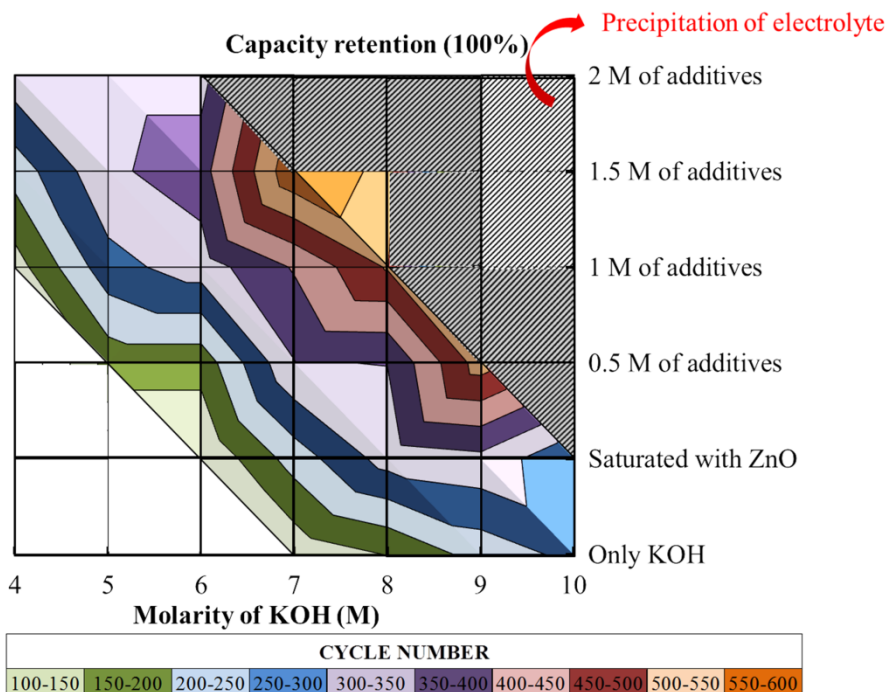 Precipitation of electrolyte
Capacity retention (100%)
2 M of additives
1.5 M of additives
1 M of additives
0.5 M of additives
Saturated with ZnO
Only KOH
4 5 6 7 8 9 10
Molarity of KOH (M)
CYCLE NUMBER
100-150 150-200 200-250 250-300 300-350 350-400 400-450 450-500 500-550 550-600